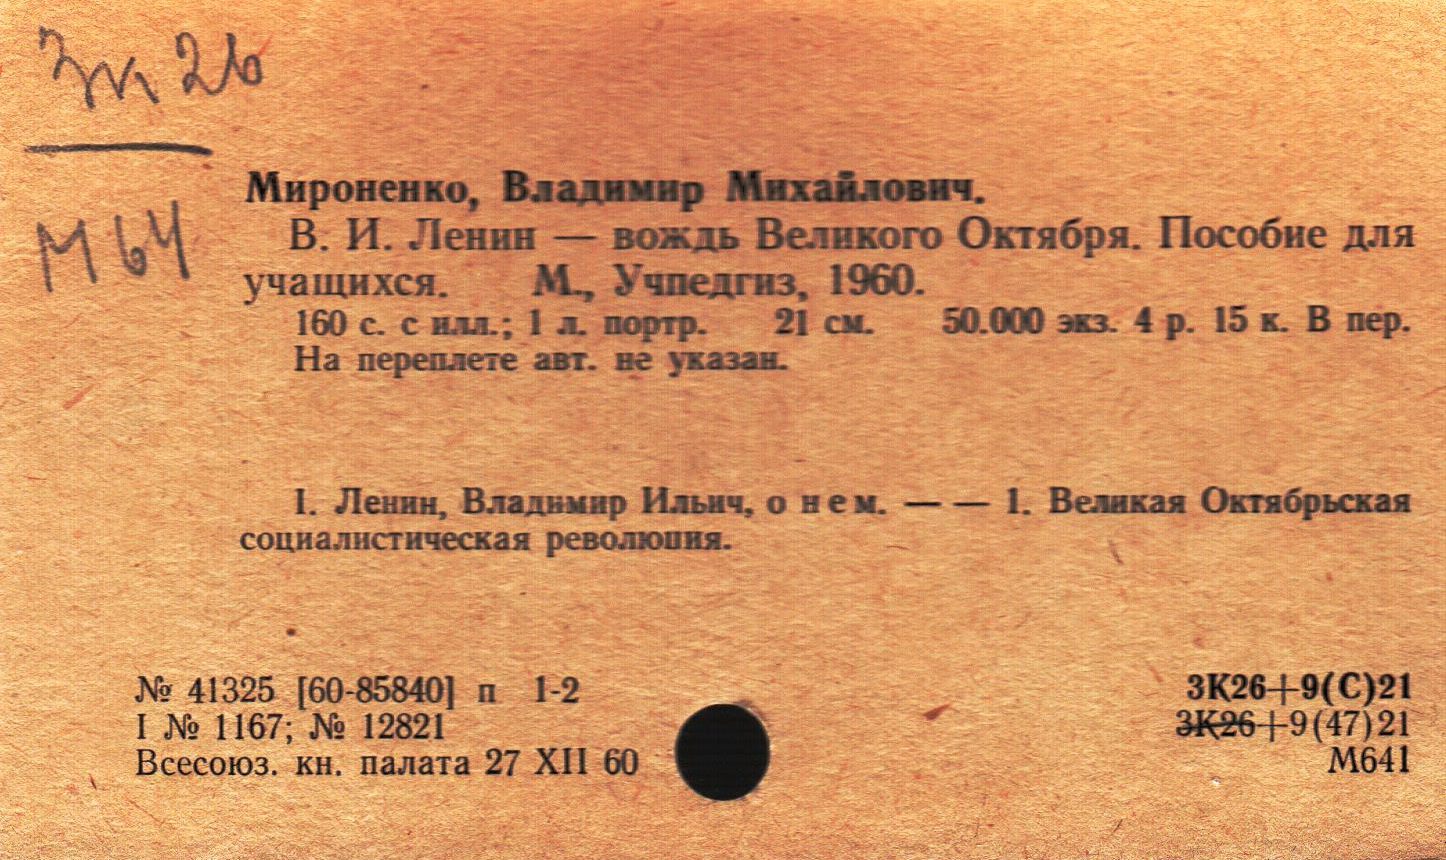 3К 26
М 64
Мироненко, Владимир Михайлович.
В. И. Ленин — вождь Великого Октября. Пособие для
учащихся. М., Учпедгиз, 1960.
160 с. с илл.; 1 л. портр. 21 см. 50.000 экз. 4 р. 15 к. В пер.
На переплете авт. не указан.
I. Ленин, Владимир Ильич, о нем. — — 1. Великая Октябрьская
социалистическая революция.
№ 41325 [60-85840] п 1-2
I № 1167; № 12821
Всесоюз. кн. палата 27 XII 60
3К26+9(С)21
3К26+9(47)21
М641